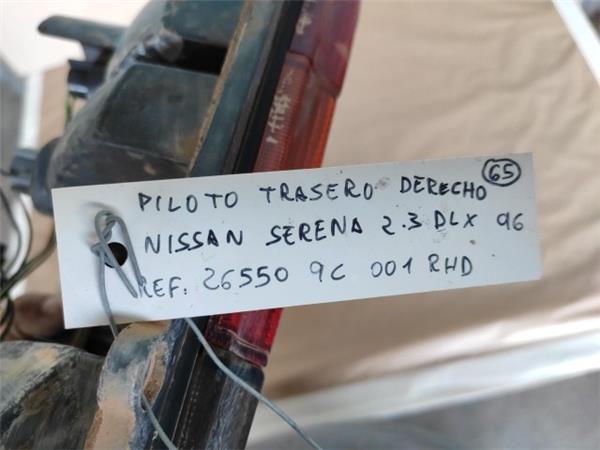 PILOTO TRASERO DERECHO 65
NISSAN SERENA 2.3 DLX 96
REF: 26550 9C 001 RHD